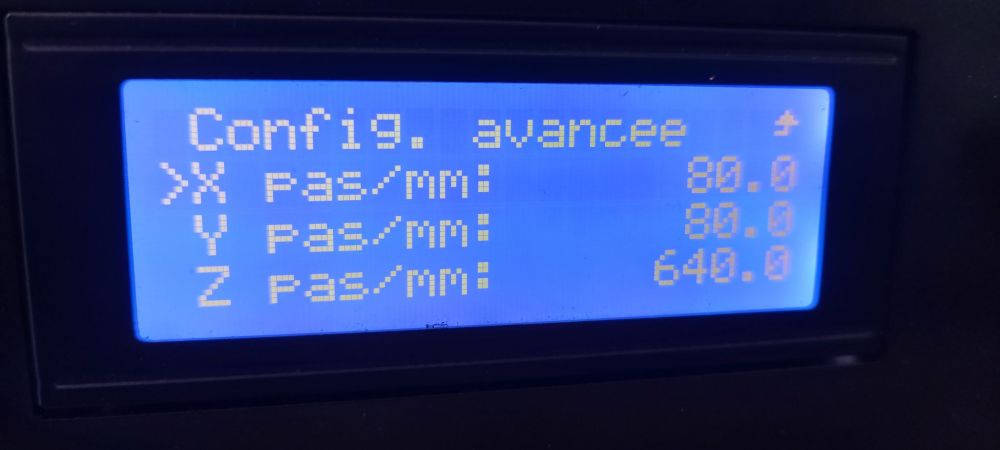 Config. avancee
>X pas/mm: 80.0
Y pas/mm: 80.0
Z pas/mm: 640.0